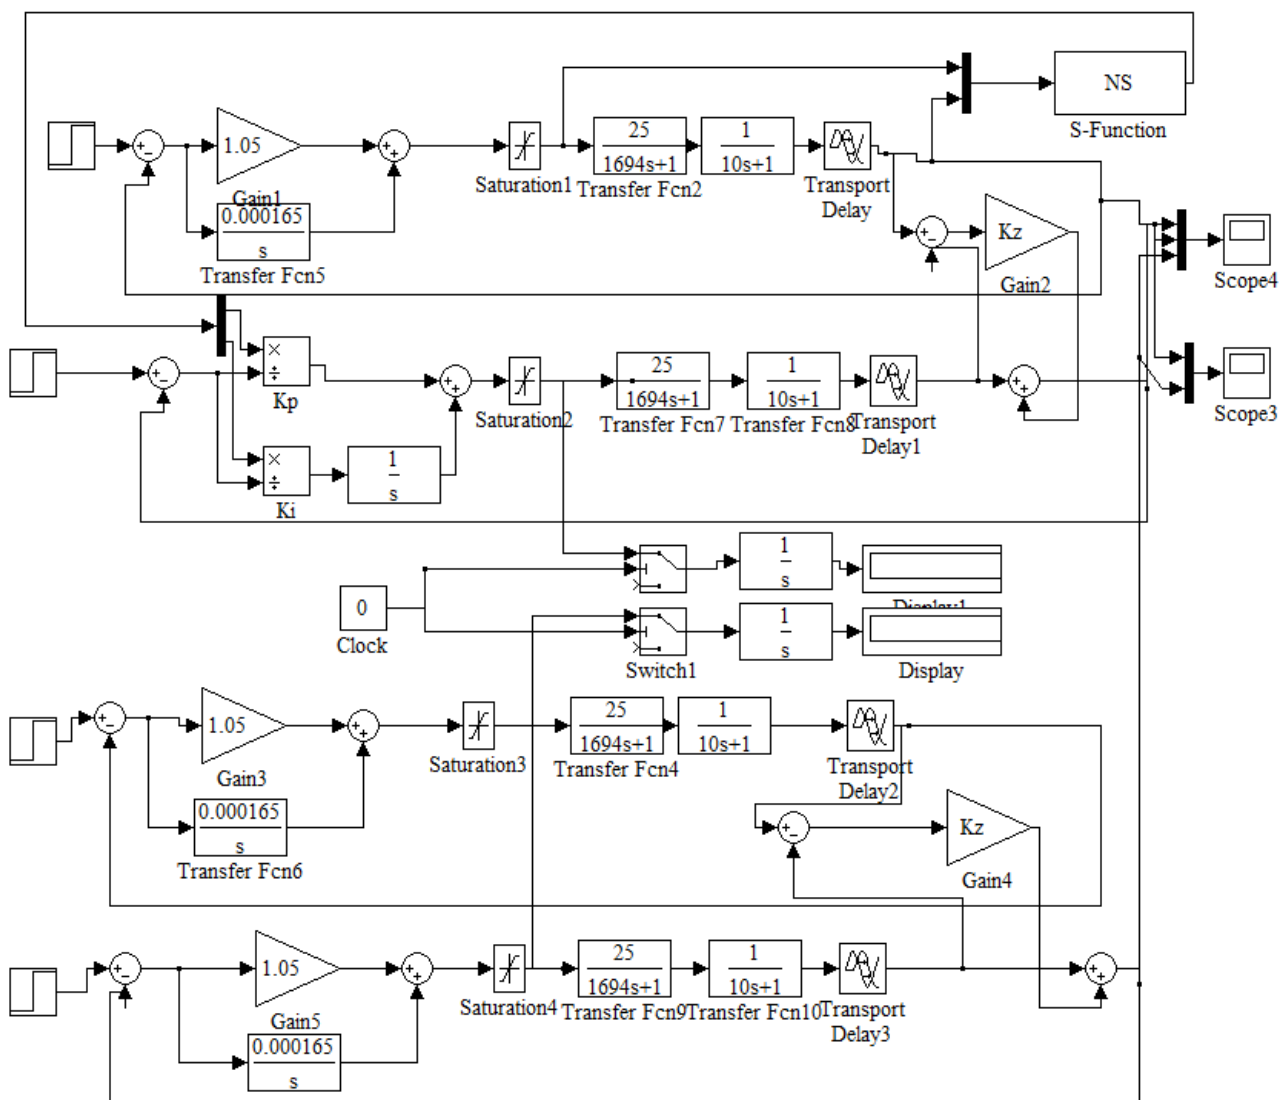 NS
S-Function
1.05
Gain1
25
1694s+1
Transfer Fcn2
1
10s+1
Saturation1
Transport
Delay
0.000165
s
Transfer Fcn5
Kz
Gain2
Scope4
×
÷
Kp
25
1694s+1
Transfer Fcn7
1
10s+1
Transfer Fcn8
Saturation2
Transport
Delay1
Scope3
×
÷
Ki
1
s
1
s
Display1
0
Clock
Switch1
1
s
Display
1.05
Gain3
Saturation3
25
1694s+1
Transfer Fcn4
1
10s+1
Transport
Delay2
0.000165
s
Transfer Fcn6
Kz
Gain4
1.05
Gain5
Saturation4
25
1694s+1
Transfer Fcn9
1
10s+1
Transfer Fcn10
Transport
Delay3
0.000165
s